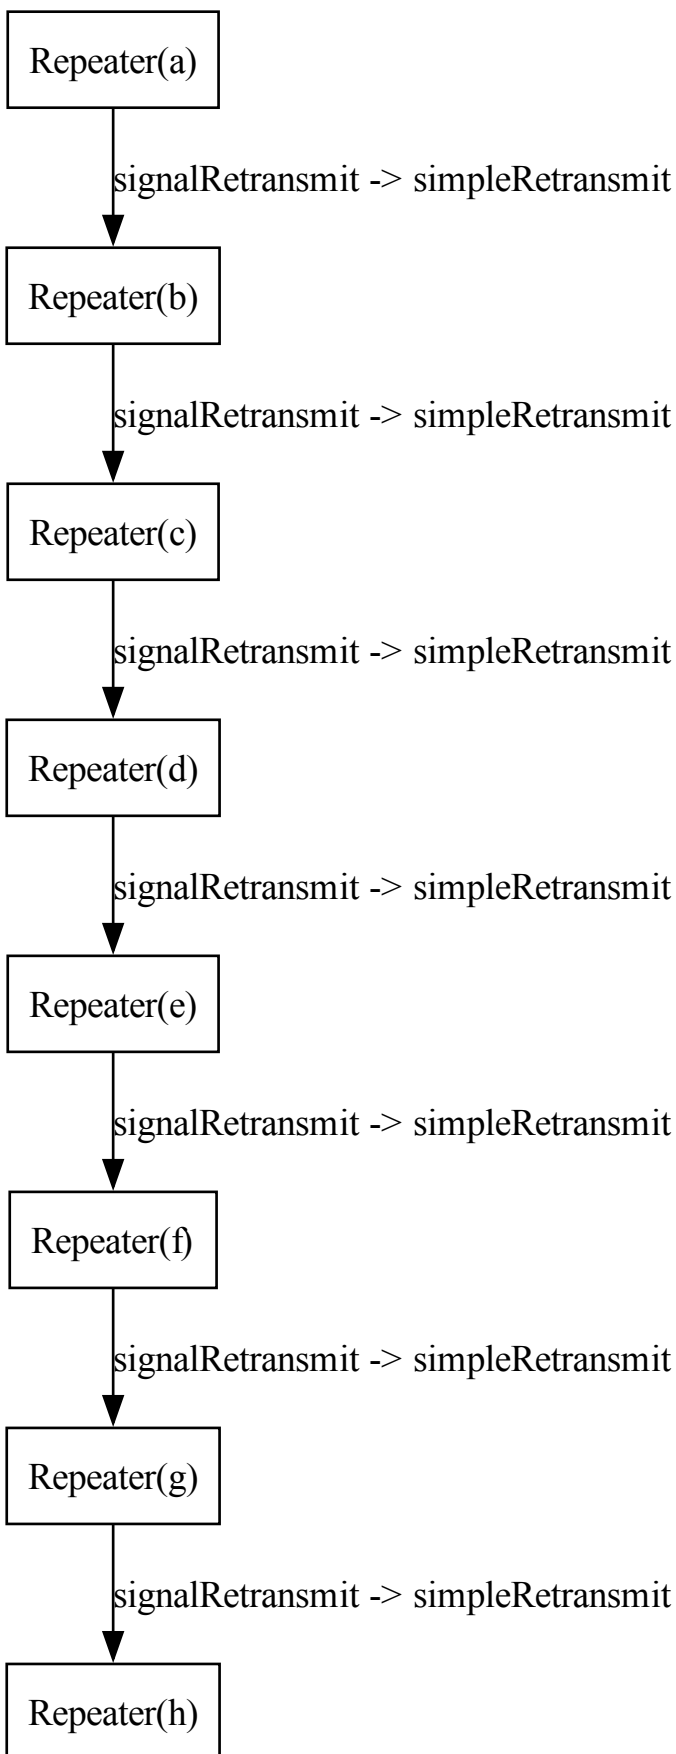 Repeater(a)
signalRetransmit -> simpleRetransmit
Repeater(b)
signalRetransmit -> simpleRetransmit
Repeater(c)
signalRetransmit -> simpleRetransmit
Repeater(d)
signalRetransmit -> simpleRetransmit
Repeater(e)
signalRetransmit -> simpleRetransmit
Repeater(f)
signalRetransmit -> simpleRetransmit
Repeater(g)
signalRetransmit -> simpleRetransmit
Repeater(h)